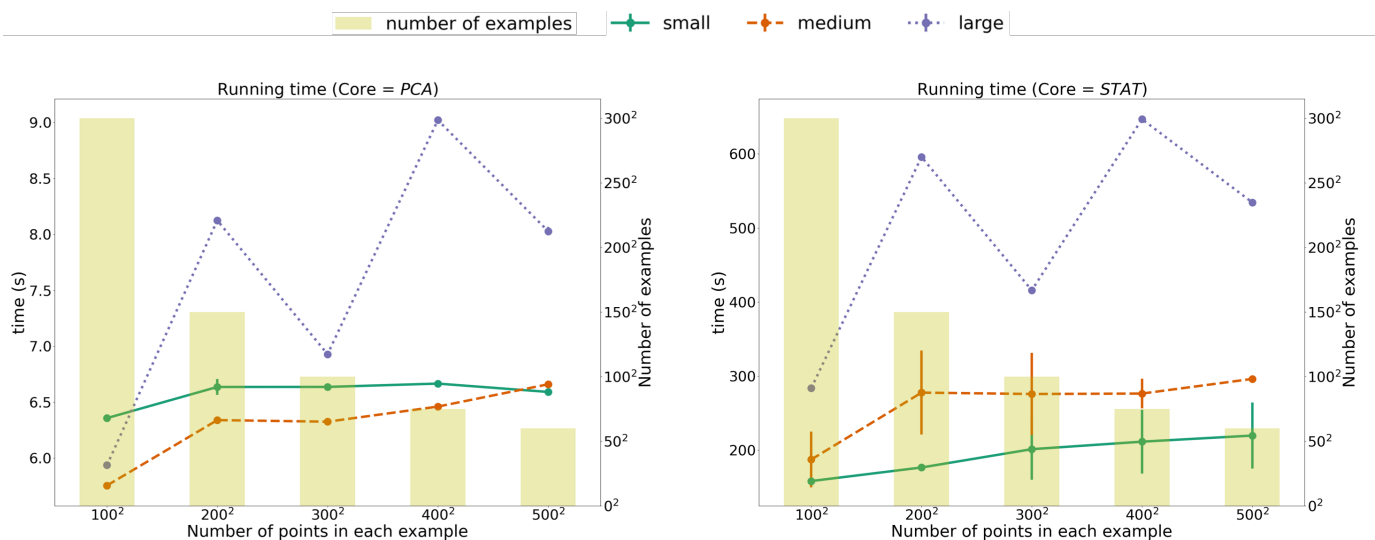 number of examples small medium large
Running time (Core = PCA)
9.0
8.5
8.0
7.5
7.0
6.5
6.0
time (s)
300²
250²
200²
150²
100²
50²
0²
Number of examples
100² 200² 300² 400² 500²
Number of points in each example
Running time (Core = STAT)
600
500
400
300
200
time (s)
300²
250²
200²
150²
100²
50²
0²
Number of examples
100² 200² 300² 400² 500²
Number of points in each example